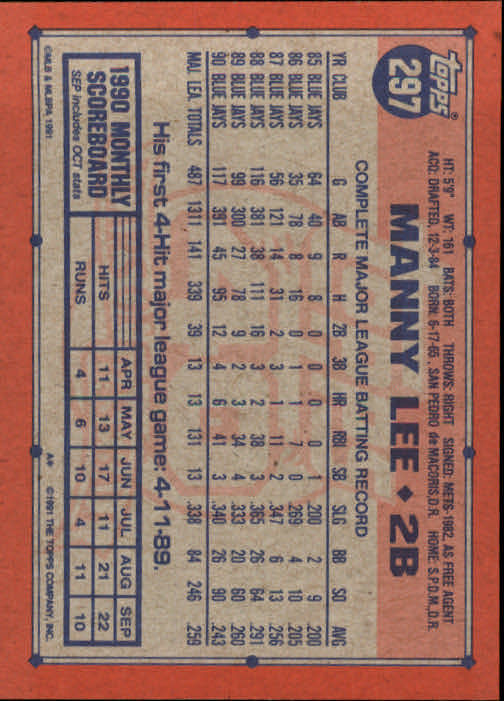 topps®
297
MANNY LEE ♦ 2B
HT: 5'9" WT: 161 BATS: BOTH THROWS: RIGHT SIGNED: METS-1982, AS FREE AGENT
ACQ: DRAFTED, 12-3-84 BORN: 6-17-65, SAN PEDRO de MACORIS, D.R. HOME: S.P.D.M., D.R.
COMPLETE MAJOR LEAGUE BATTING RECORD
YR CLUB G AB R H 2B 3B HR RBI SB SLG BB SO AVG
85 BLUE JAYS 64 40 9 8 0 0 0 0 1 .200 2 9 .200
86 BLUE JAYS 35 78 8 16 0 1 1 7 0 .269 4 10 .205
87 BLUE JAYS 56 121 14 31 2 3 1 11 2 .347 6 13 .256
88 BLUE JAYS 116 381 38 111 16 3 2 38 3 .365 26 64 .291
89 BLUE JAYS 99 300 27 78 9 2 3 34 4 .333 20 60 .260
90 BLUE JAYS 117 391 45 95 12 4 6 41 3 .340 26 90 .243
MAJ. LEA. TOTALS 487 1311 141 339 39 13 13 131 13 .338 84 246 .259
His first 4-Hit major league game: 4-11-89.
1990 MONTHLY
SCOREBOARD
SEP includes OCT stats
APR MAY JUN JUL AUG SEP
HITS 11 13 17 11 21 22
RUNS 4 6 10 4 11 10
©MLB & MLBPA 1991
A* ©1991 THE TOPPS COMPANY, INC.